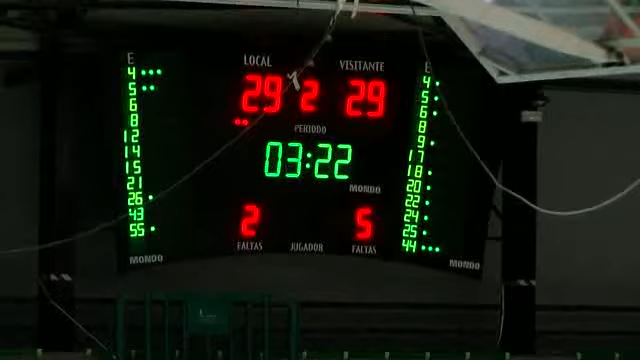 LOCAL VISITANTE
29 2 29
PERIODO
03:22
MONDO
2 5
FALTAS JUGADOR FALTAS
E
4
5
6
8
12
14
15
21
26
43
55
MONDO
E
4
5
6
8
9
17
18
20
22
24
25
44
MONDO